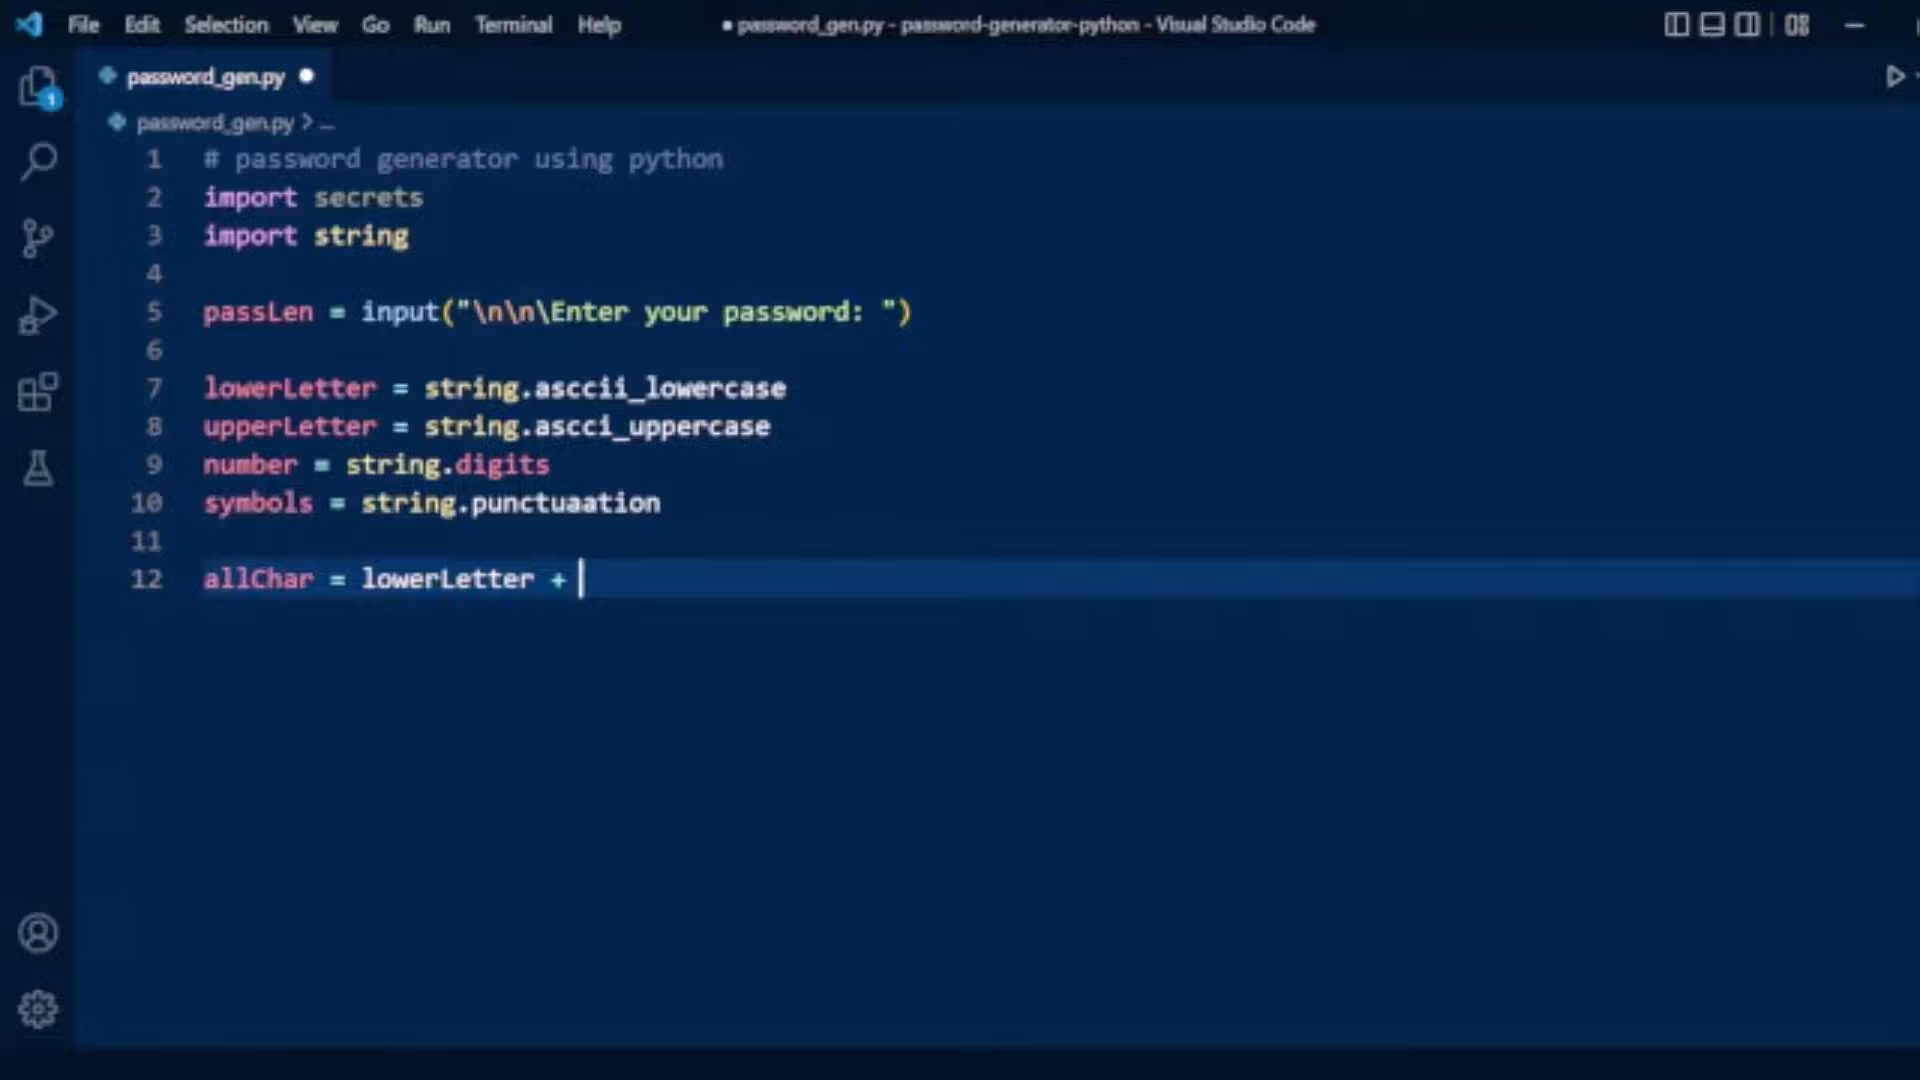 File Edit Selection View Go Run Terminal Help ● password_gen.py - password-generator-python - Visual Studio Code
password_gen.py ●
1
password_gen.py > ...
1 # password generator using python
2 import secrets
3 import string
4
5 passLen = input("\n\n\Enter your password: ")
6
7 lowerLetter = string.asccii_lowercase
8 upperLetter = string.ascci_uppercase
9 number = string.digits
10 symbols = string.punctuaation
11
12 allChar = lowerLetter +